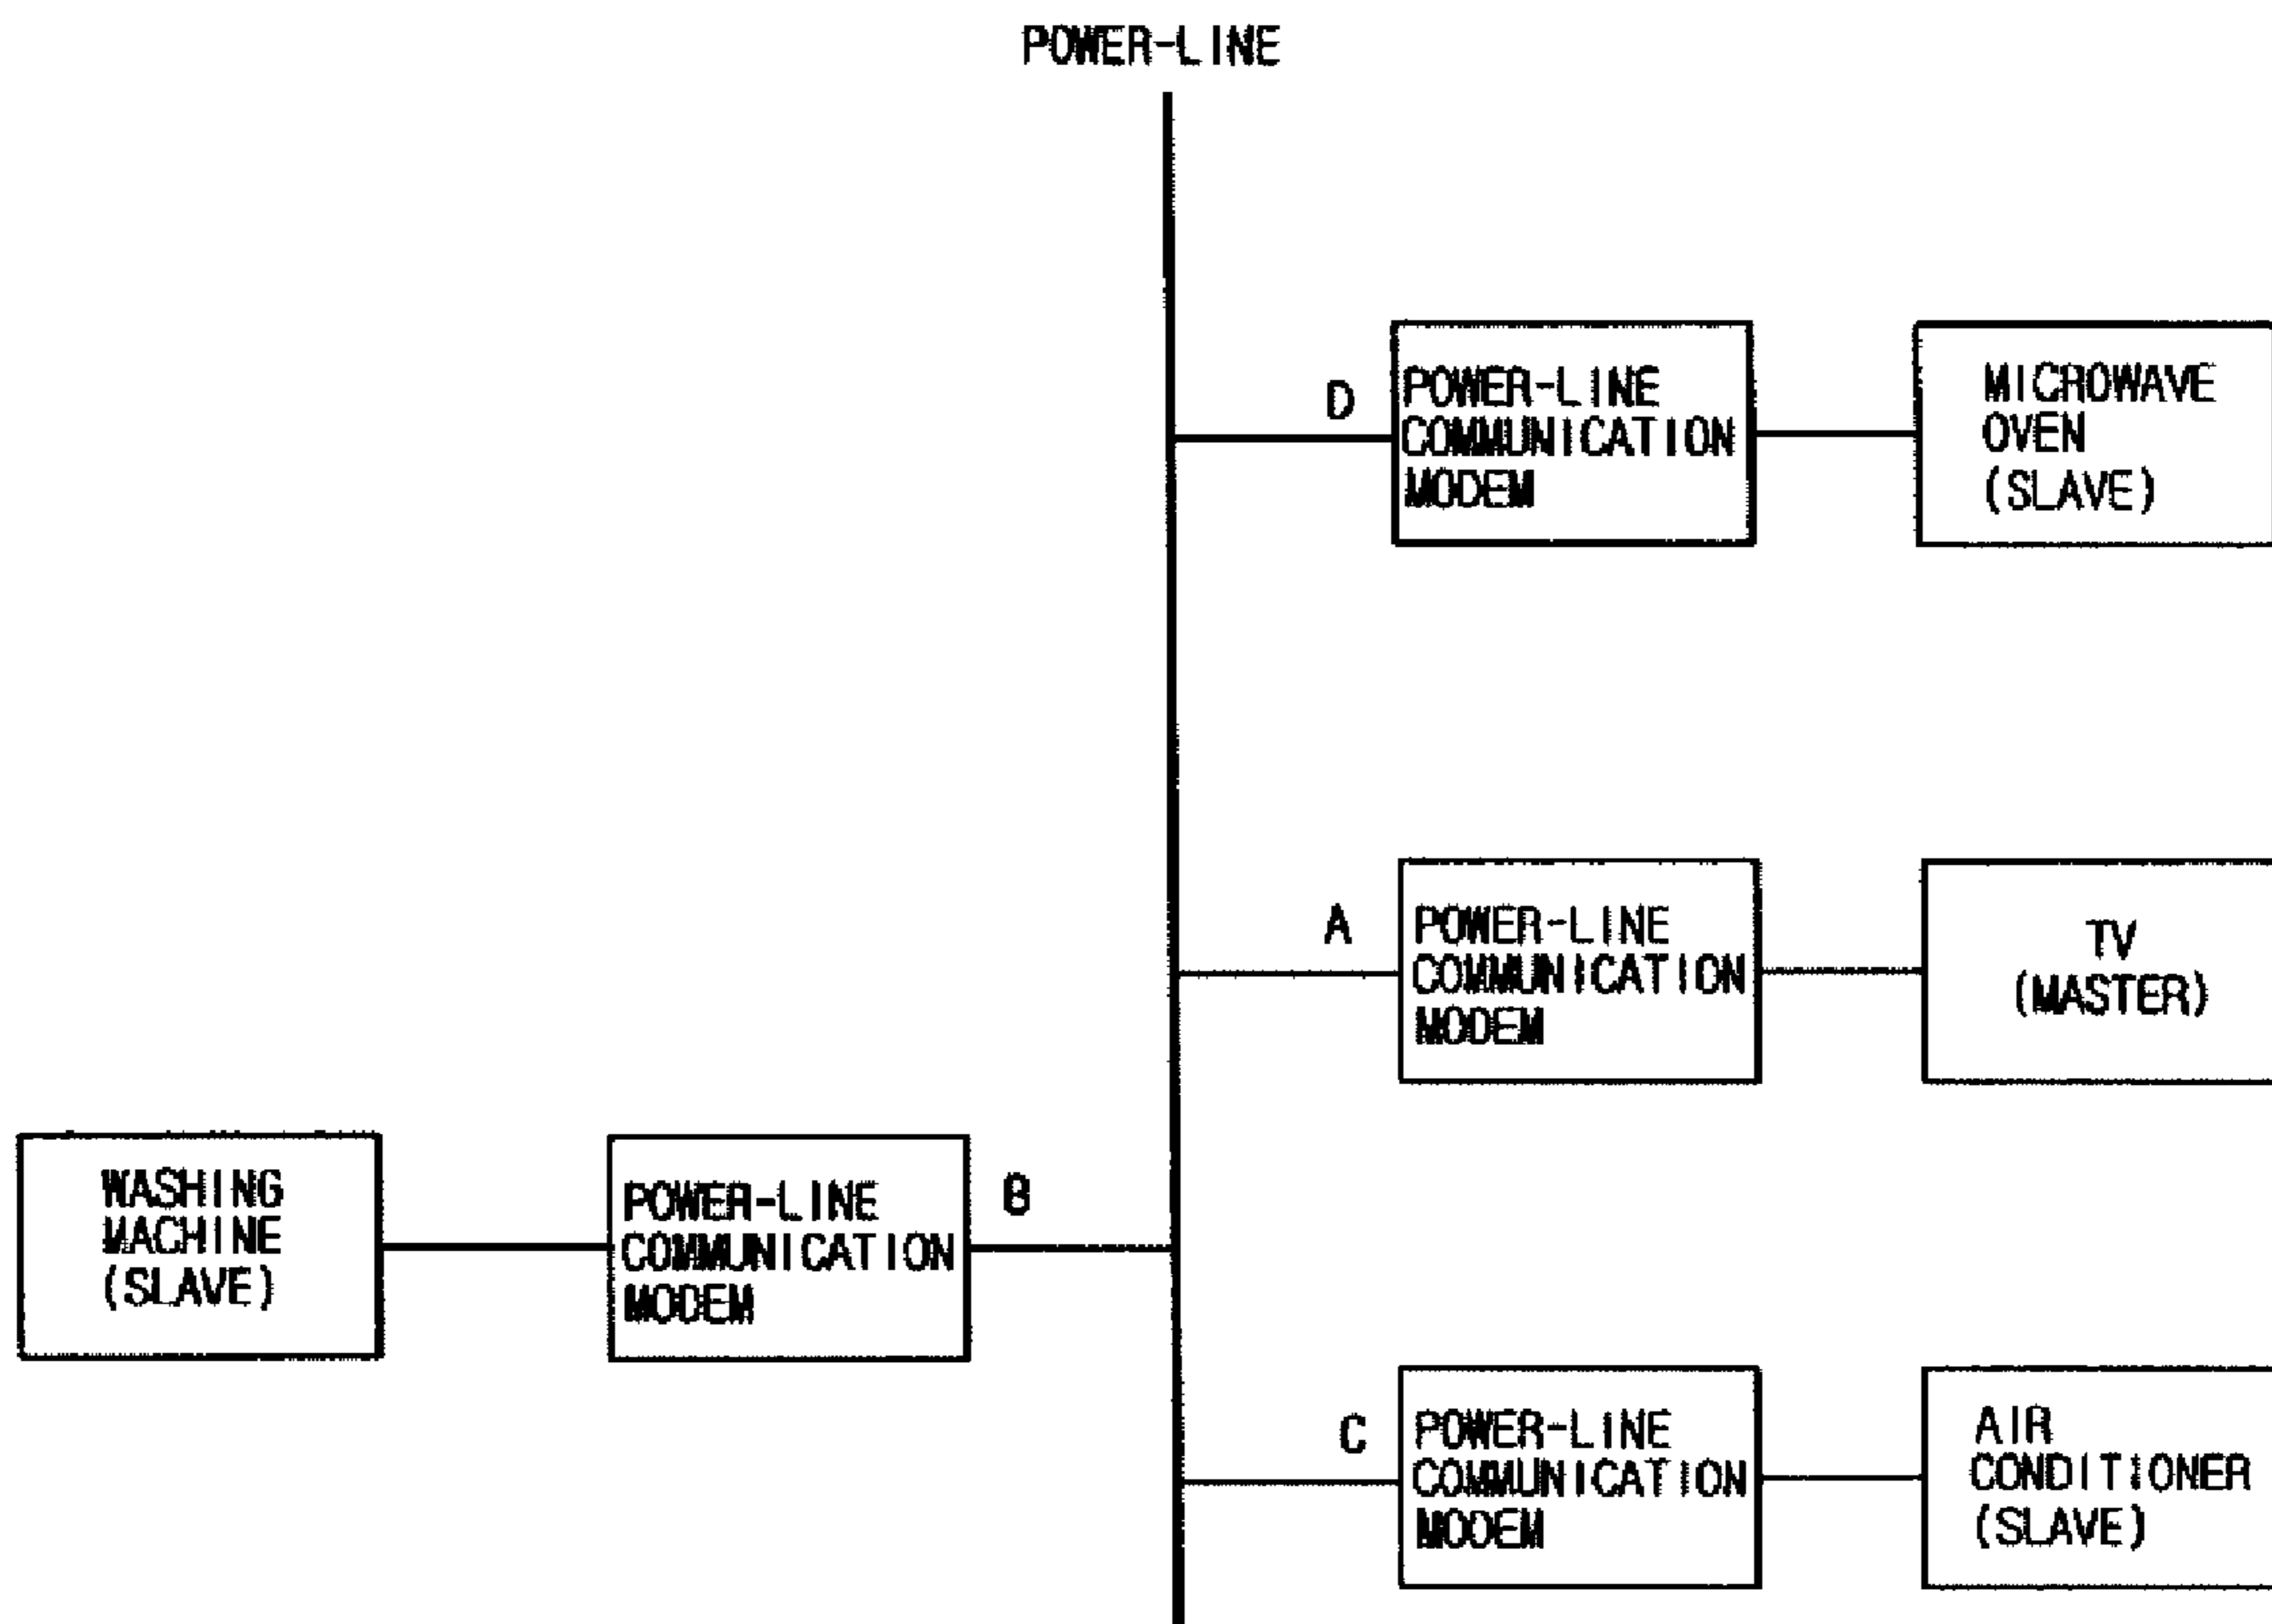 POWER-LINE
D
POWER-LINE
COMMUNICATION
MODEM
MICROWAVE
OVEN
(SLAVE)
A
POWER-LINE
COMMUNICATION
MODEM
TV
(MASTER)
WASHING
MACHINE
(SLAVE)
POWER-LINE
COMMUNICATION
MODEM
B
C
POWER-LINE
COMMUNICATION
MODEM
AIR
CONDITIONER
(SLAVE)